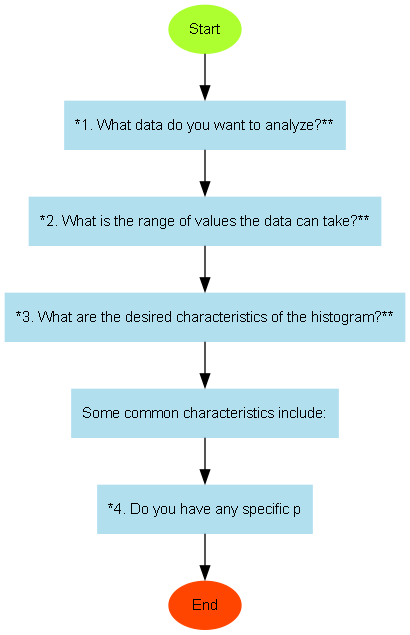 Start
*1. What data do you want to analyze?**
*2. What is the range of values the data can take?**
*3. What are the desired characteristics of the histogram?**
Some common characteristics include:
*4. Do you have any specific p
End